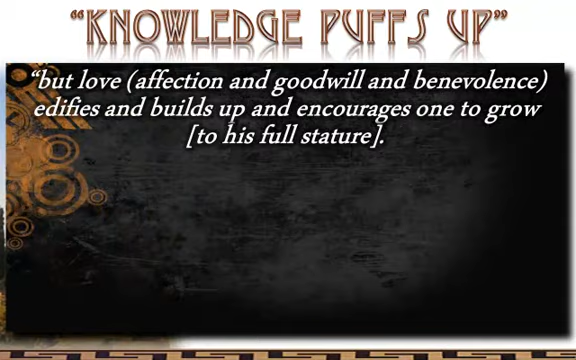 “KNOWLEDGE PUFFS UP”
“but love (affection and goodwill and benevolence)
edifies and builds up and encourages one to grow
[to his full stature].